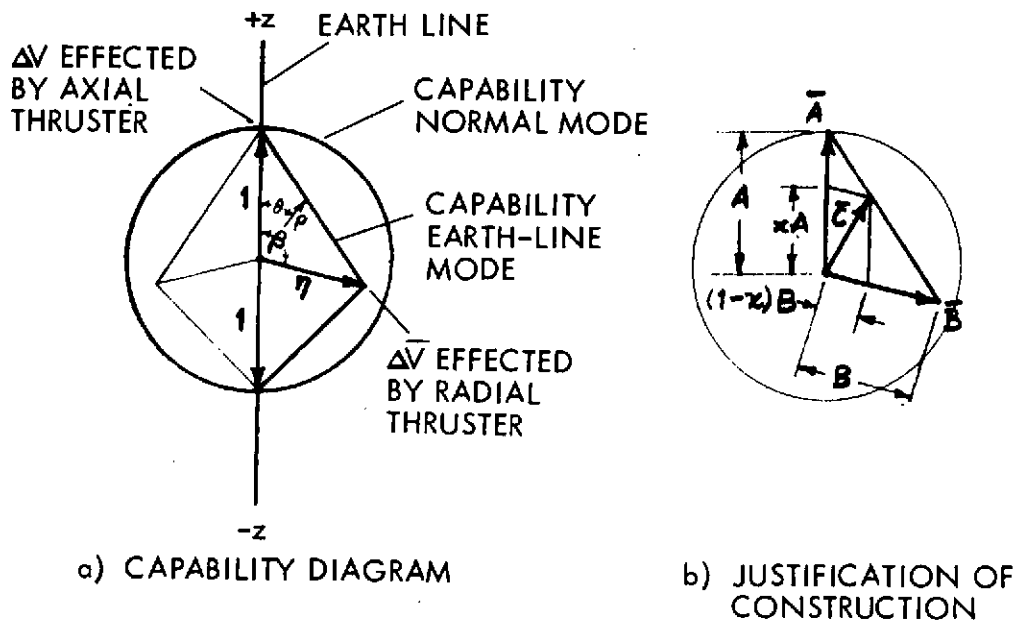 +z
EARTH LINE
ΔV EFFECTED
BY AXIAL
THRUSTER
CAPABILITY
NORMAL MODE
1
θ
ρ
β
CAPABILITY
EARTH-LINE
MODE
η
1
ΔV̅ EFFECTED
BY RADIAL
THRUSTER
-z
a) CAPABILITY DIAGRAM
A̅
A
xA
C̅
(1-x) B
B̅
B
b) JUSTIFICATION OF
CONSTRUCTION